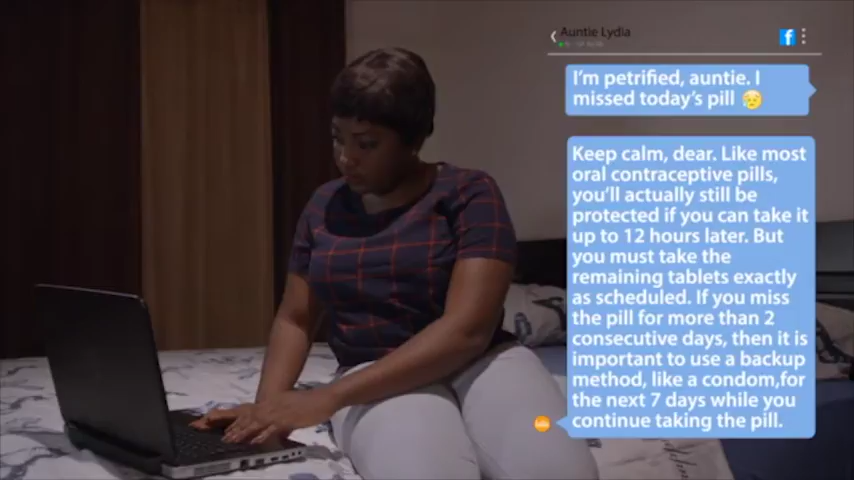 Auntie Lydia
f
I'm petrified, auntie. I
missed today's pill
Keep calm, dear. Like most
oral contraceptive pills,
you'll actually still be
protected if you can take it
up to 12 hours later. But
you must take the
remaining tablets exactly
as scheduled. If you miss
the pill for more than 2
consecutive days, then it is
important to use a backup
method, like a condom,for
the next 7 days while you
continue taking the pill.